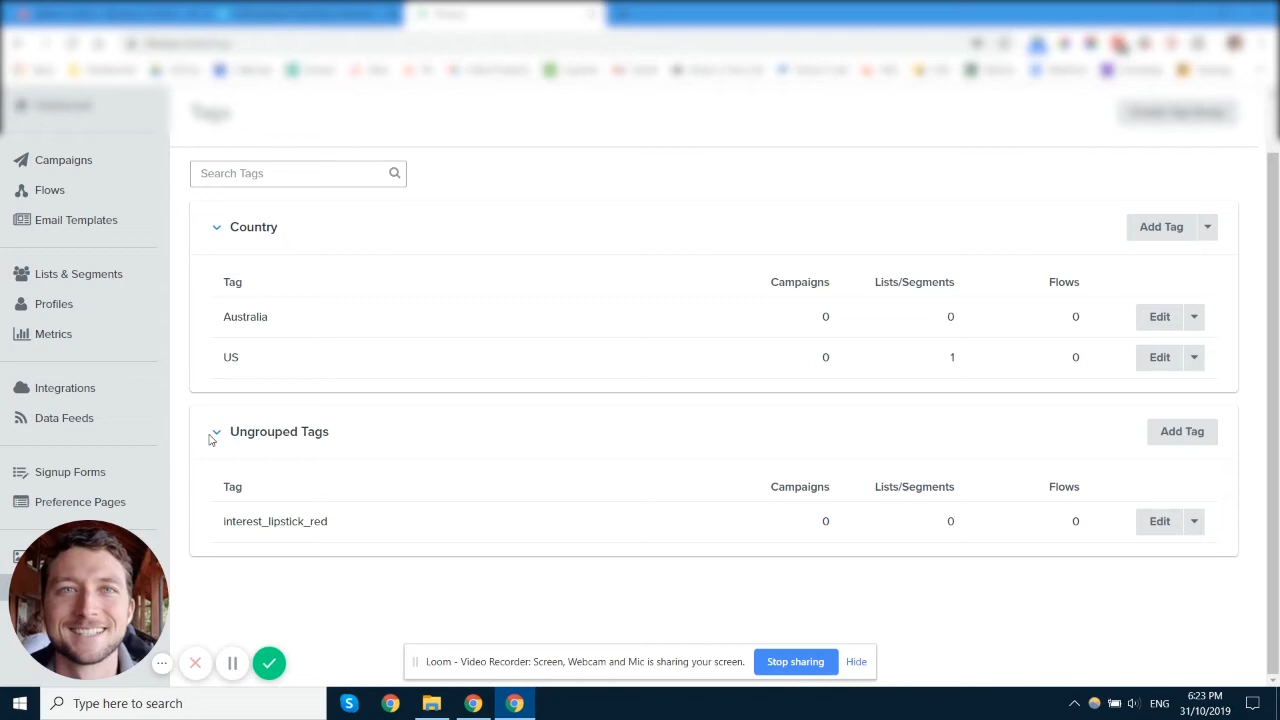 Tags
Campaigns
Flows
Email Templates
Lists & Segments
Profiles
Metrics
Integrations
Data Feeds
Signup Forms
Preference Pages
Search Tags
Country
Add Tag
Tag Campaigns Lists/Segments Flows
Australia 0 0 0 Edit
US 0 1 0 Edit
Ungrouped Tags
Add Tag
Tag Campaigns Lists/Segments Flows
interest_lipstick_red 0 0 0 Edit
Loom - Video Recorder: Screen, Webcam and Mic is sharing your screen. Stop sharing Hide
Type here to search
ENG
6:23 PM
31/10/2019